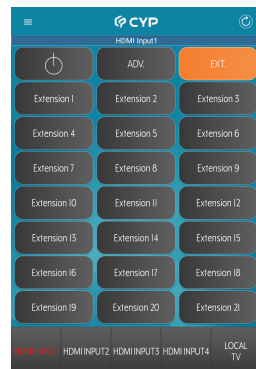 CYP
HDMI Input1
ADV. EXT.
Extension 1 Extension 2 Extension 3
Extension 4 Extension 5 Extension 6
Extension 7 Extension 8 Extension 9
Extension 10 Extension 11 Extension 12
Extension 13 Extension 14 Extension 15
Extension 16 Extension 17 Extension 18
Extension 19 Extension 20 Extension 21
HDMI INPUT1 HDMI INPUT2 HDMI INPUT3 HDMI INPUT4 LOCAL
TV